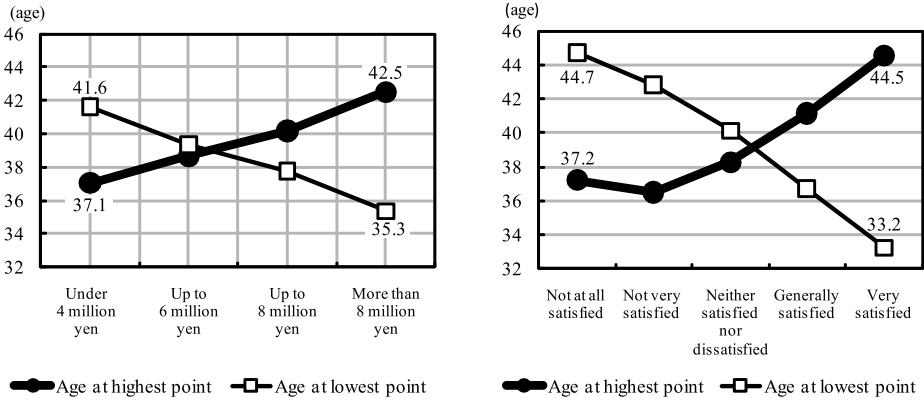 (age)
46
44
42
40
38
36
34
32
41.6
37.1
42.5
35.3
Under
4 million
yen
Up to
6 million
yen
Up to
8 million
yen
More than
8 million
yen
Age at highest point
Age at lowest point
(age)
46
44
42
40
38
36
34
32
44.7
37.2
44.5
33.2
Not at all
satisfied
Not very
satisfied
Neither
satisfied
nor
dissatisfied
Generally
satisfied
Very
satisfied
Age at highest point
Age at lowest point